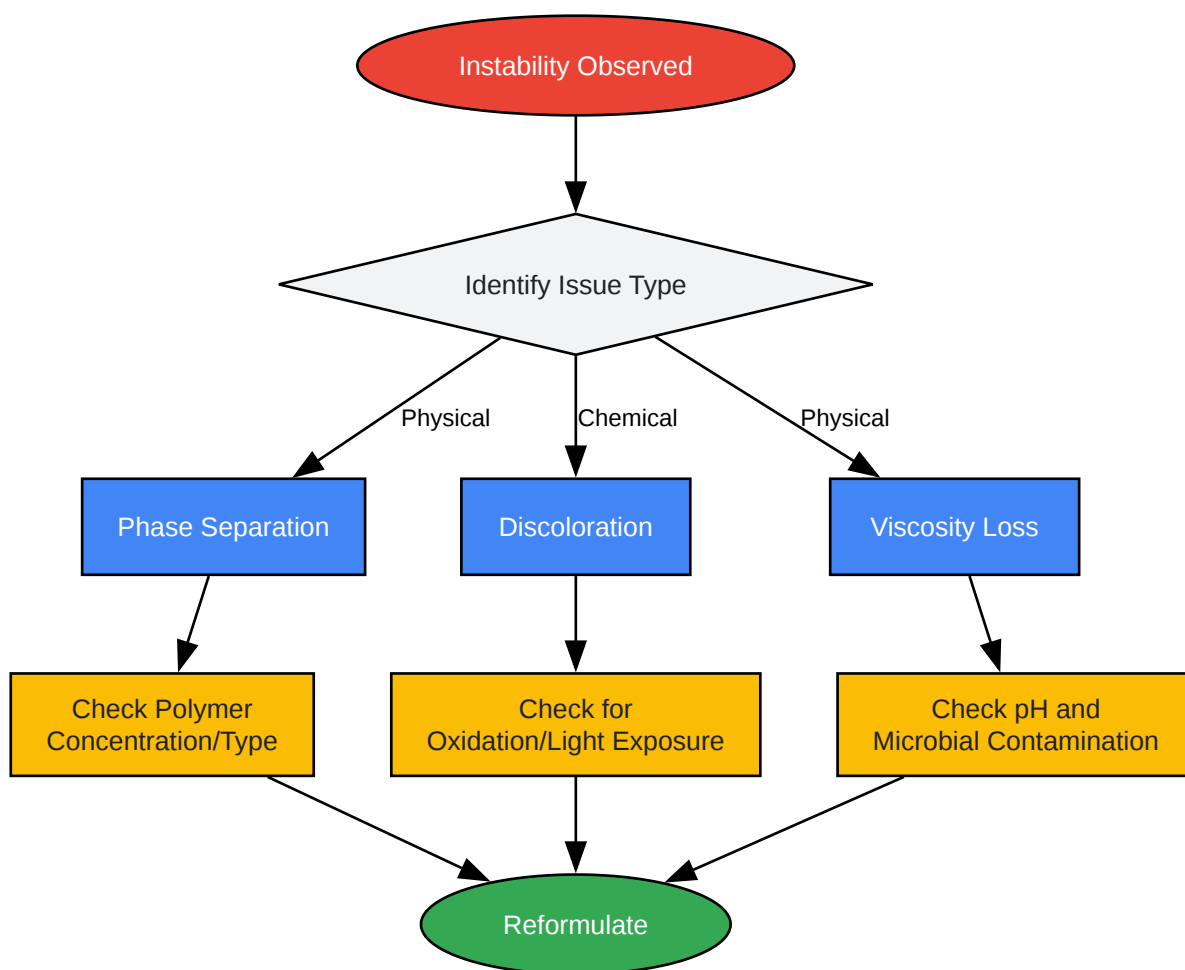 Instability Observed
Identify Issue Type
Physical
Chemical
Physical
Phase Separation
Discoloration
Viscosity Loss
Check Polymer
Concentration/Type
Check for
Oxidation/Light Exposure
Check pH and
Microbial Contamination
Reformulate